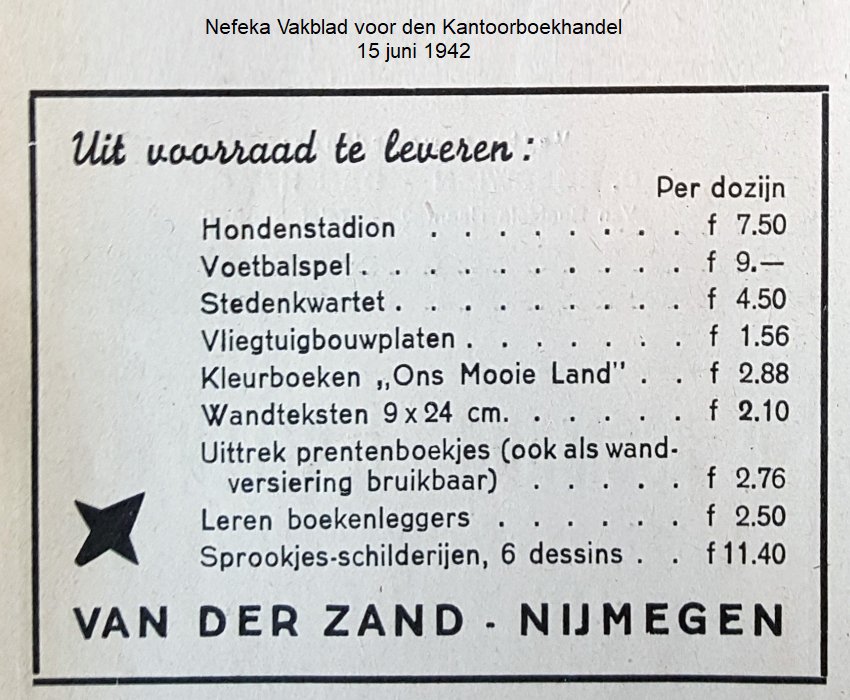 Nefeka Vakblad voor den Kantoorboekhandel
15 juni 1942
Uit voorraad te leveren:
Per dozijn
Hondenstadion . . . . . . . . f 7.50
Voetbalspel . . . . . . . . . f 9.—
Stedenkwartet . . . . . . . . f 4.50
Vliegtuigbouwplaten . . . . . . f 1.56
Kleurboeken „Ons Mooie Land" . . f 2.88
Wandteksten 9 x 24 cm. . . . . . f 2.10
Uittrek prentenboekjes (ook als wand-
versiering bruikbaar) . . . . . f 2.76
Leren boekenleggers . . . . . . f 2.50
Sprookjes-schilderijen, 6 dessins . . f 11.40
VAN DER ZAND - NIJMEGEN